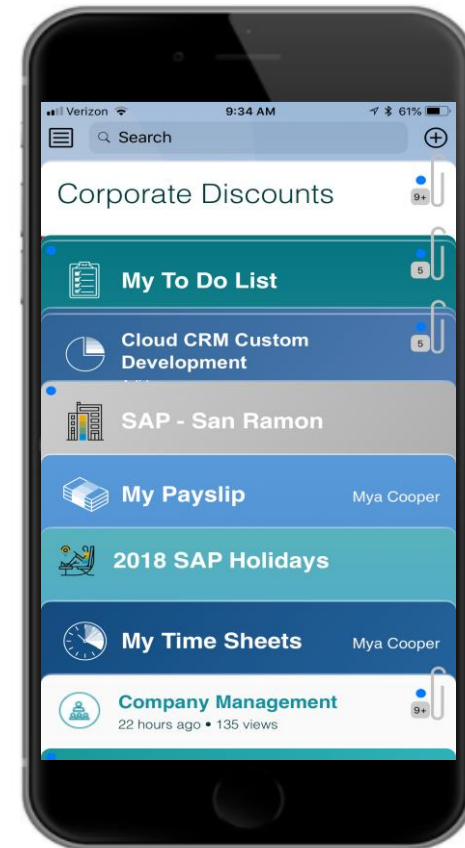 Verizon 9:34 AM 61%
Search
Corporate Discounts
9+
My To Do List
5
Cloud CRM Custom
Development
5
SAP - San Ramon
My Payslip Mya Cooper
2018 SAP Holidays
My Time Sheets Mya Cooper
Company Management
22 hours ago • 135 views
9+